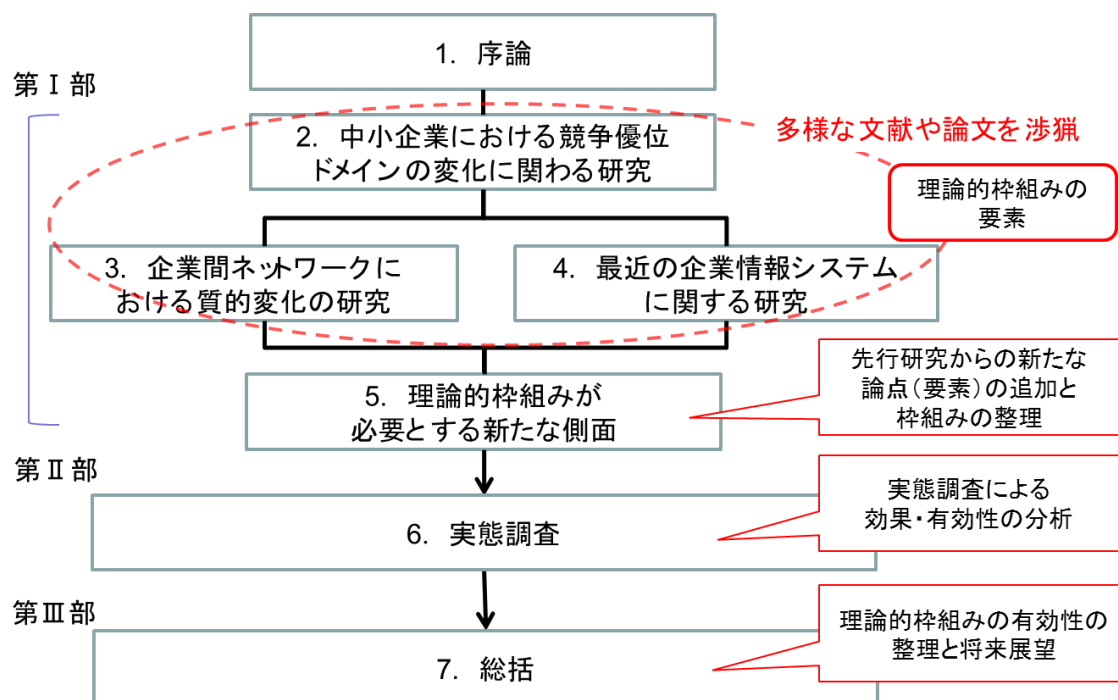 1. 序論
第Ⅰ部
多様な文献や論文を渉猟
2. 中小企業における競争優位
ドメインの変化に関わる研究
理論的枠組みの
要素
3. 企業間ネットワークに
おける質的変化の研究
4. 最近の企業情報システム
に関する研究
先行研究からの新たな
論点(要素)の追加と
枠組みの整理
5. 理論的枠組みが
必要とする新たな側面
第Ⅱ部
実態調査による
効果・有効性の分析
6. 実態調査
第Ⅲ部
理論的枠組みの有効性の
整理と将来展望
7. 総括